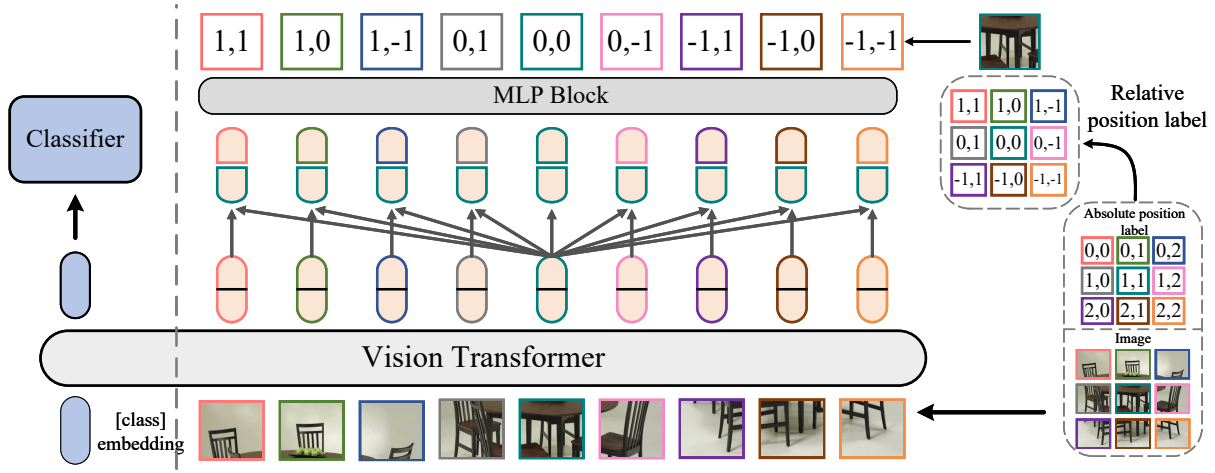 1,1 1,0 1,-1 0,1 0,0 0,-1 -1,1 -1,0 -1,-1
MLP Block
Classifier
Relative
position label
1,1 1,0 1,-1
0,1 0,0 0,-1
-1,1 -1,0 -1,-1
Absolute position
label
0,0 0,1 0,2
1,0 1,1 1,2
2,0 2,1 2,2
Image
Vision Transformer
[class]
embedding